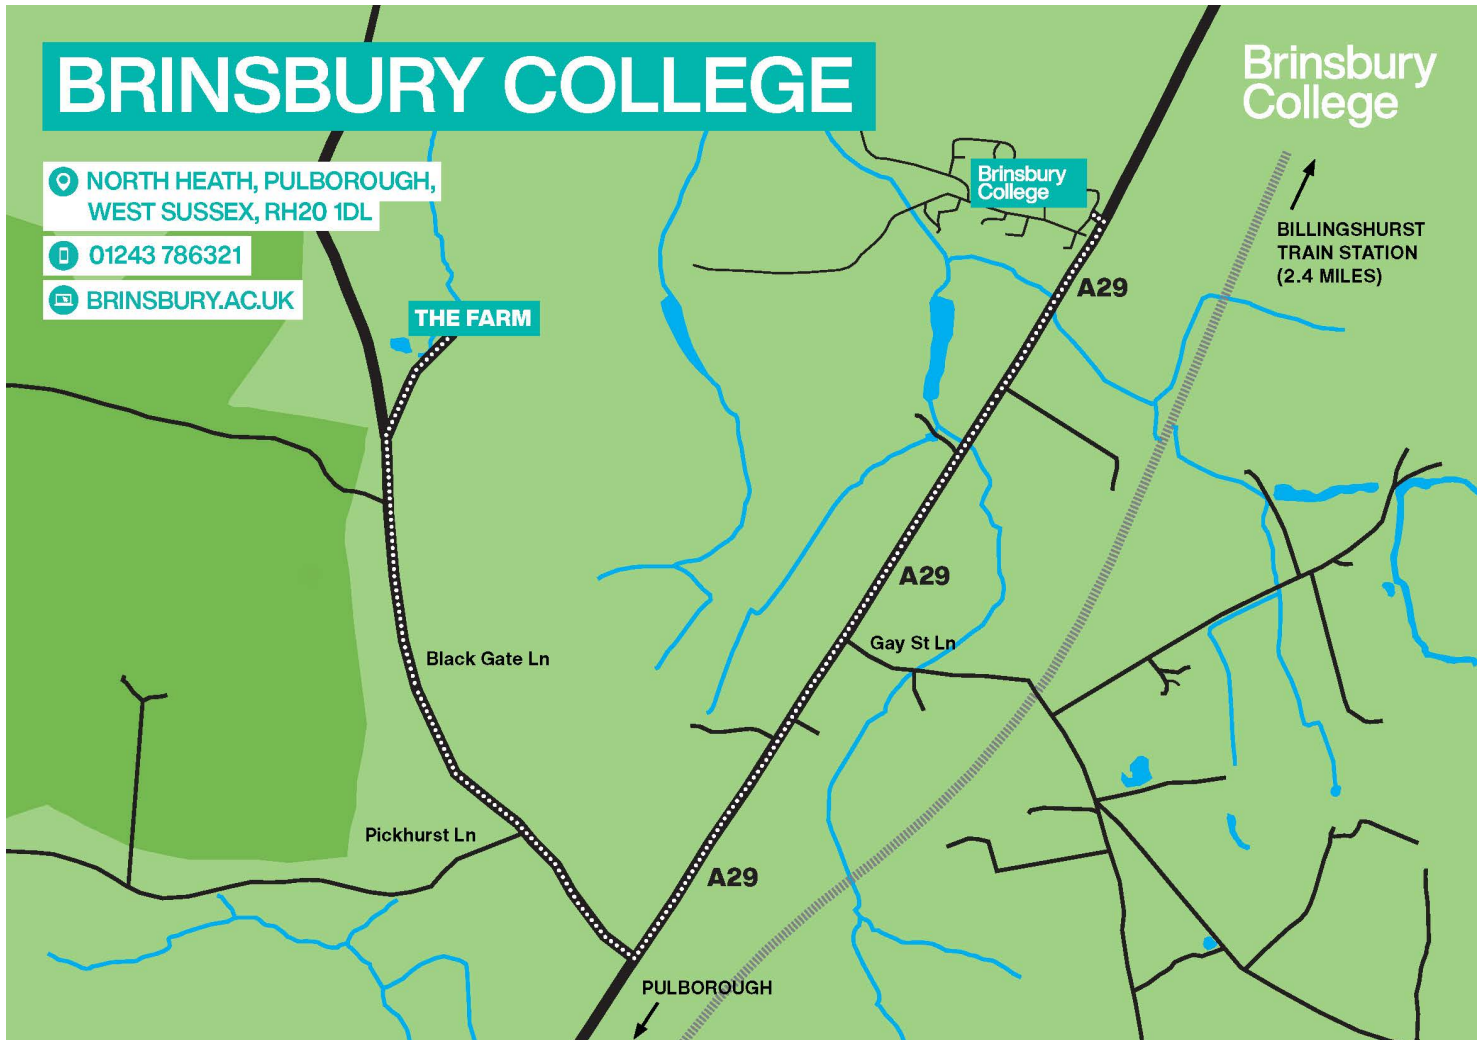 BRINSBURY COLLEGE
Brinsbury
College
NORTH HEATH, PULBOROUGH,
WEST SUSSEX, RH20 1DL
01243 786321
BRINSBURY.AC.UK
Brinsbury
College
BILLINGSHURST
TRAIN STATION
(2.4 MILES)
A29
THE FARM
A29
Gay St Ln
Black Gate Ln
Pickhurst Ln
A29
PULBOROUGH